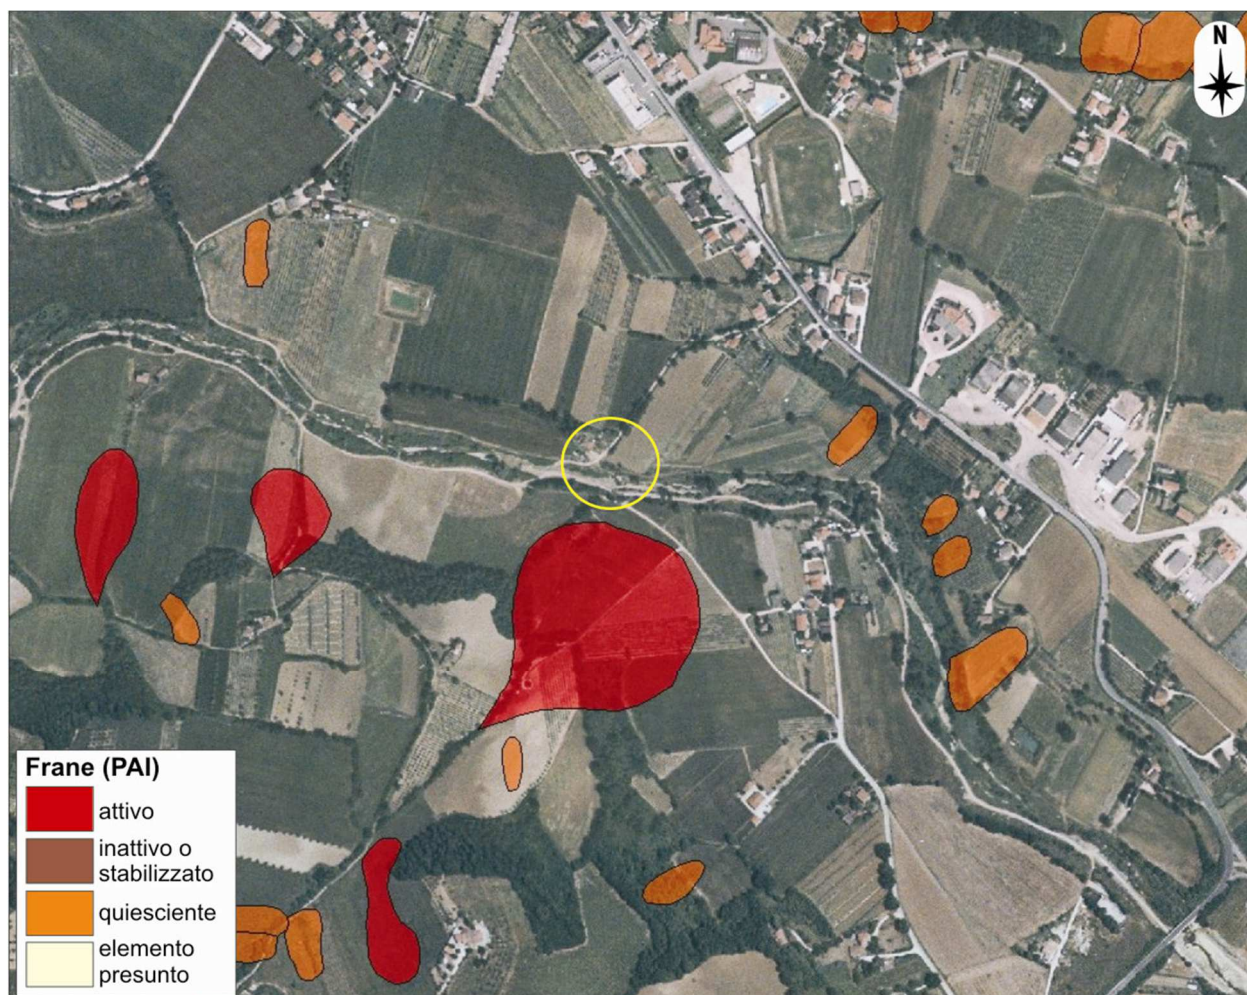 N
Frane (PAI)
attivo
inattivo o
stabilizzato
quiesciente
elemento
presunto